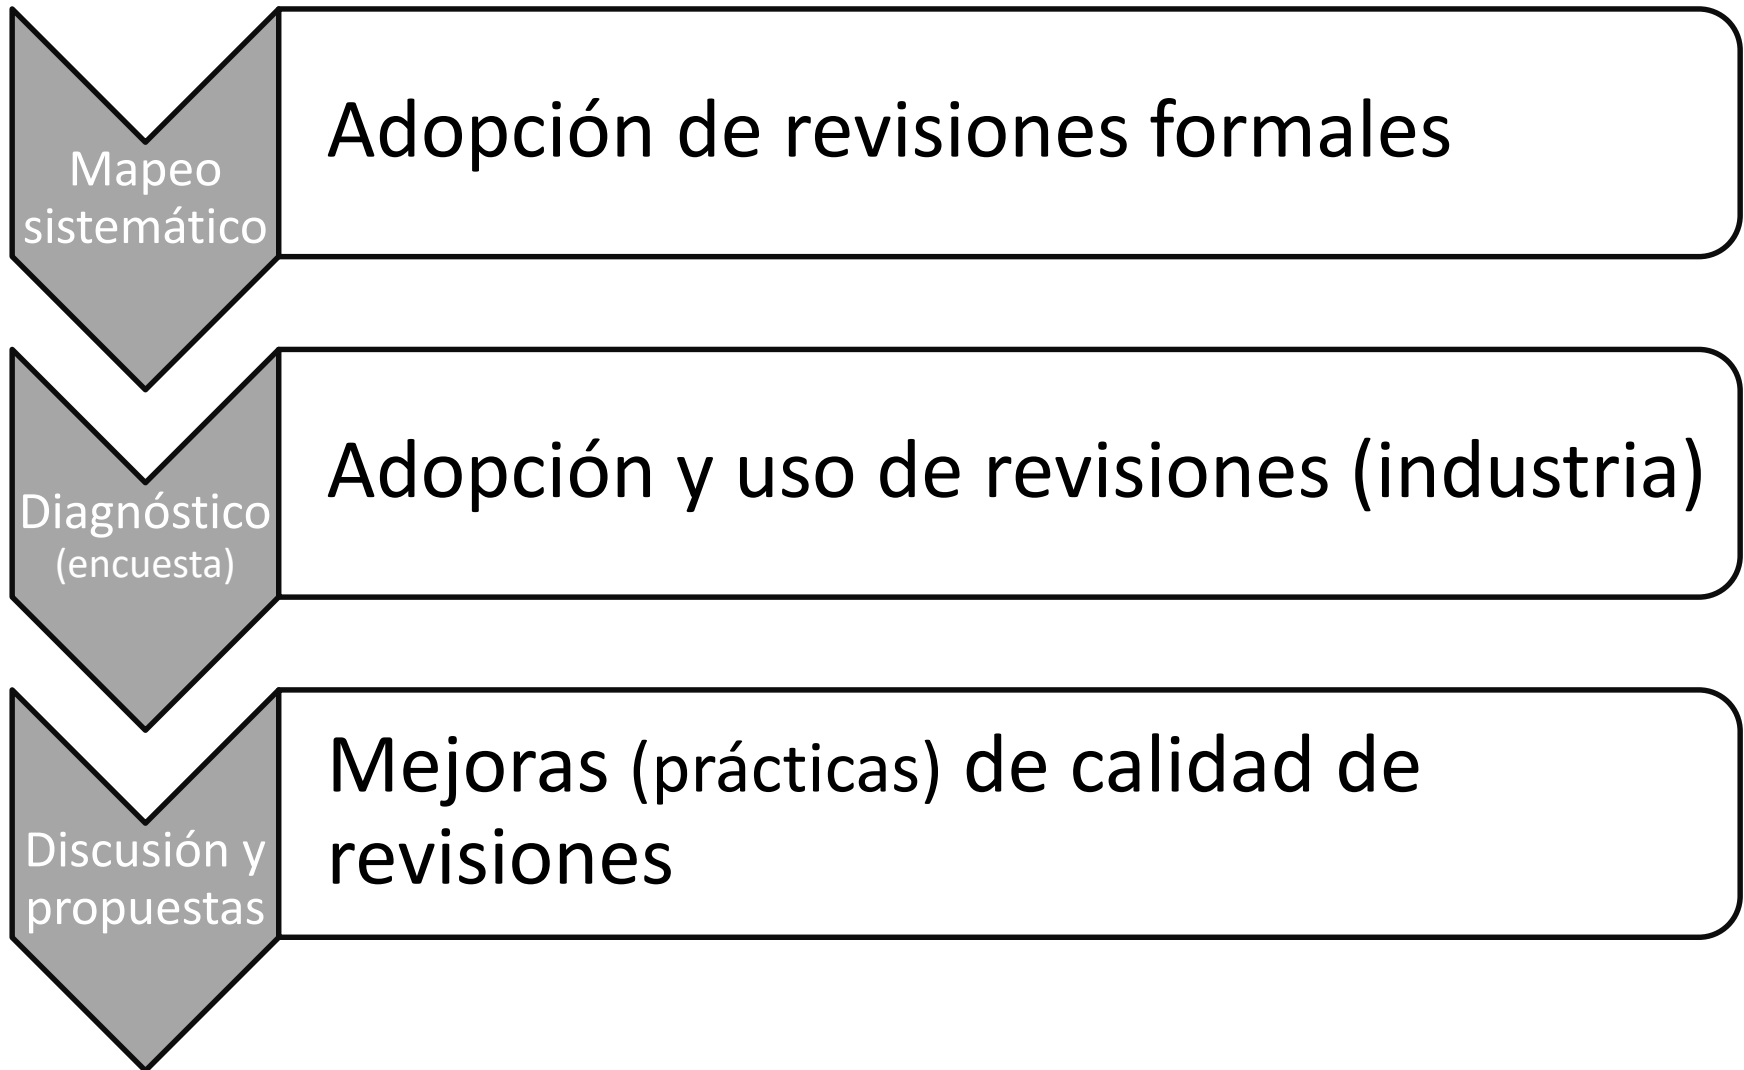 Mapeo
sistemático
Adopción de revisiones formales
Diagnóstico
(encuesta)
Adopción y uso de revisiones (industria)
Discusión y
propuestas
Mejoras (prácticas) de calidad de
revisiones